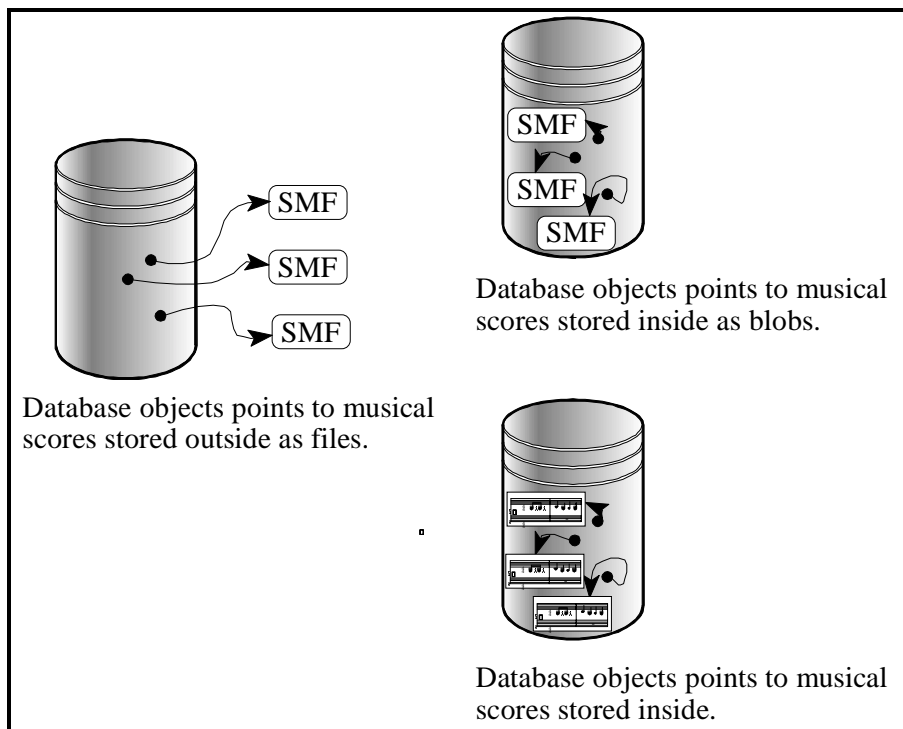 SMF
SMF
SMF
Database objects points to musical
scores stored outside as files.
SMF
SMF
SMF
Database objects points to musical
scores stored inside as blobs.
Database objects points to musical
scores stored inside.